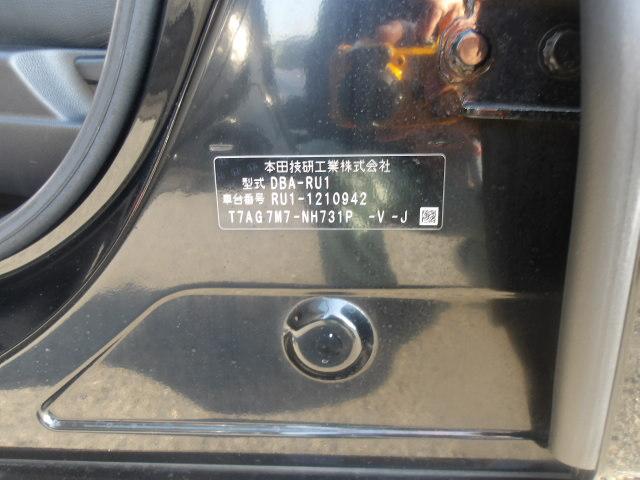 本田技研工業株式会社
型式 DBA-RU1
車台番号 RU1-1210942
T7AG7M7-NH731P -V -J